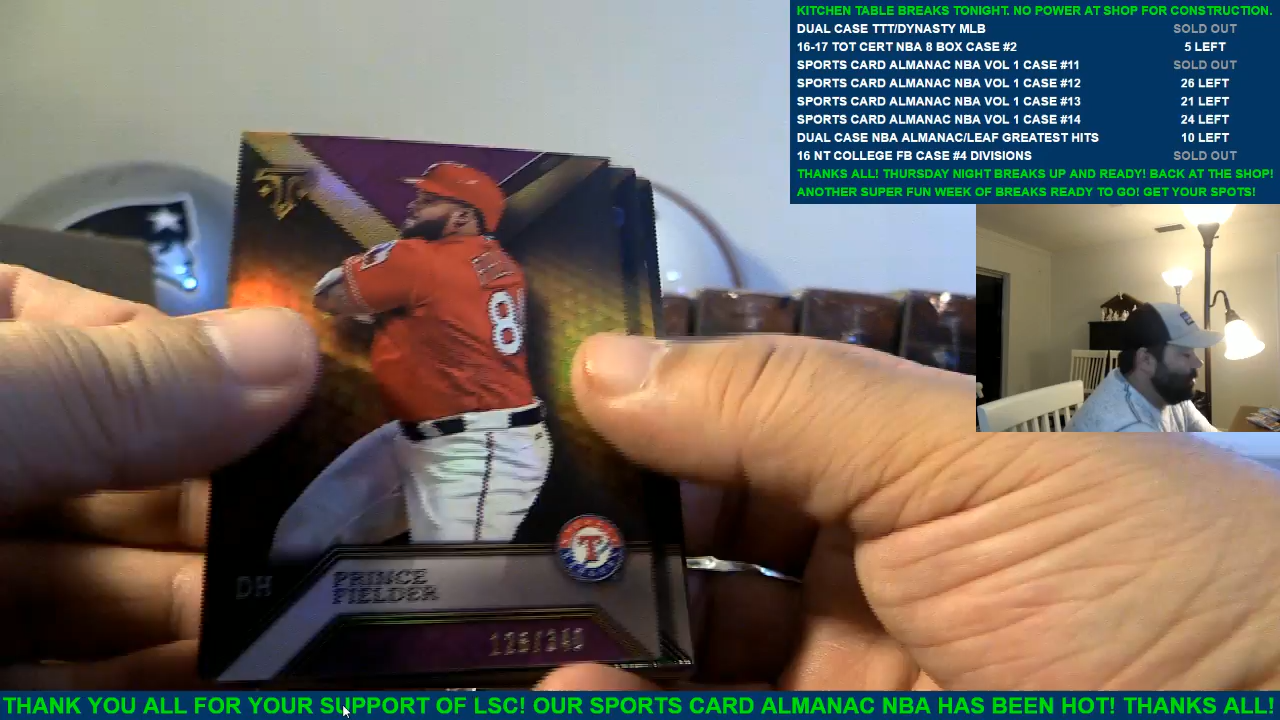 KITCHEN TABLE BREAKS TONIGHT. NO POWER AT SHOP FOR CONSTRUCTION.
DUAL CASE TTT/DYNASTY MLB SOLD OUT
16-17 TOT CERT NBA 8 BOX CASE #2 5 LEFT
SPORTS CARD ALMANAC NBA VOL 1 CASE #11 SOLD OUT
SPORTS CARD ALMANAC NBA VOL 1 CASE #12 26 LEFT
SPORTS CARD ALMANAC NBA VOL 1 CASE #13 21 LEFT
SPORTS CARD ALMANAC NBA VOL 1 CASE #14 24 LEFT
DUAL CASE NBA ALMANAC/LEAF GREATEST HITS 10 LEFT
16 NT COLLEGE FB CASE #4 DIVISIONS SOLD OUT
THANKS ALL! THURSDAY NIGHT BREAKS UP AND READY! BACK AT THE SHOP!
ANOTHER SUPER FUN WEEK OF BREAKS READY TO GO! GET YOUR SPOTS!
8
T
DH
PRINCE
FIELDER
THANK YOU ALL FOR YOUR SUPPORT OF LSC! OUR SPORTS CARD ALMANAC NBA HAS BEEN HOT! THANKS ALL!